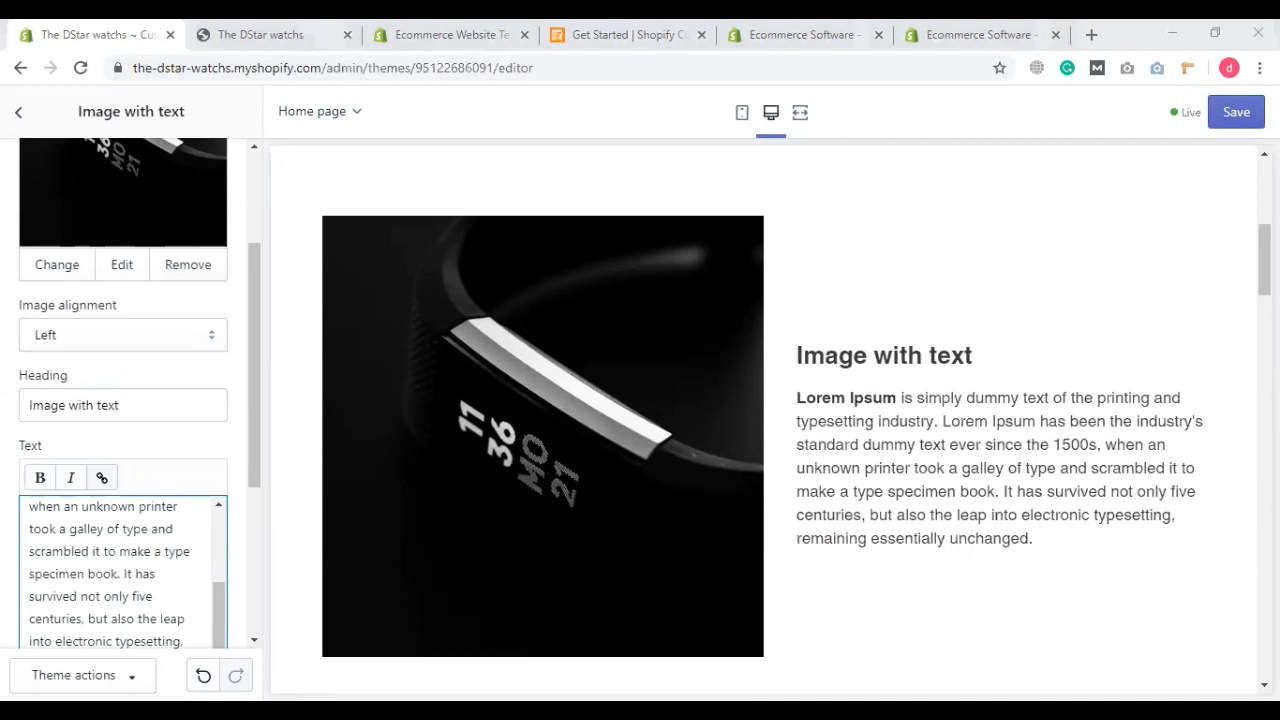 The DStar watchs ~ Cus
The DStar watchs
Ecommerce Website Te
Get Started | Shopify Cu
Ecommerce Software -
Ecommerce Software -
the-dstar-watchs.myshopify.com/admin/themes/95122686091/editor
d
Image with text
Home page
Live
Save
36
MO
21
Change
Edit
Remove
Image alignment
Left
Heading
Image with text
Text
B
I
when an unknown printer
took a galley of type and
scrambled it to make a type
specimen book. It has
survived not only five
centuries, but also the leap
into electronic typesetting,
Theme actions
11
36
MO
21
Image with text
Lorem Ipsum is simply dummy text of the printing and
typesetting industry. Lorem Ipsum has been the industry's
standard dummy text ever since the 1500s, when an
unknown printer took a galley of type and scrambled it to
make a type specimen book. It has survived not only five
centuries, but also the leap into electronic typesetting,
remaining essentially unchanged.